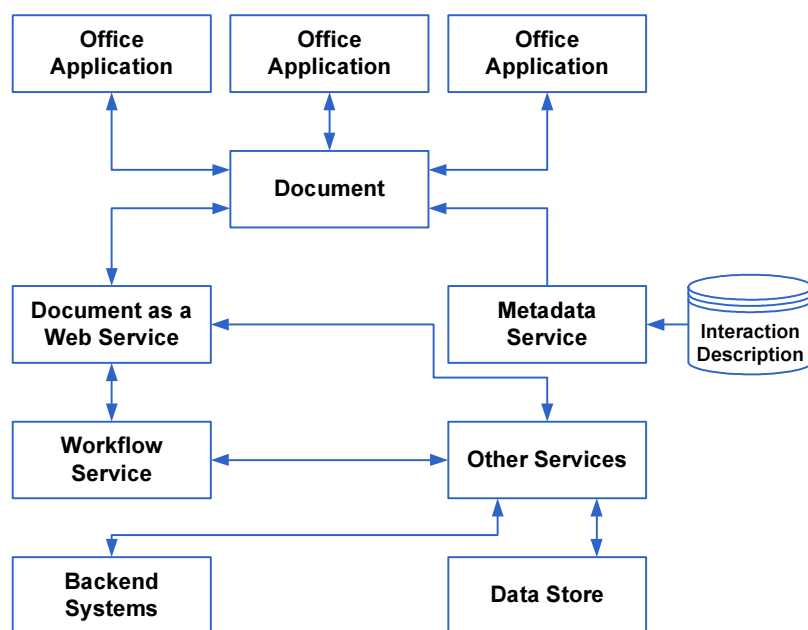 Office
Application
Office
Application
Office
Application
Document
Document as a
Web Service
Metadata
Service
Interaction
Description
Workflow
Service
Other Services
Backend
Systems
Data Store